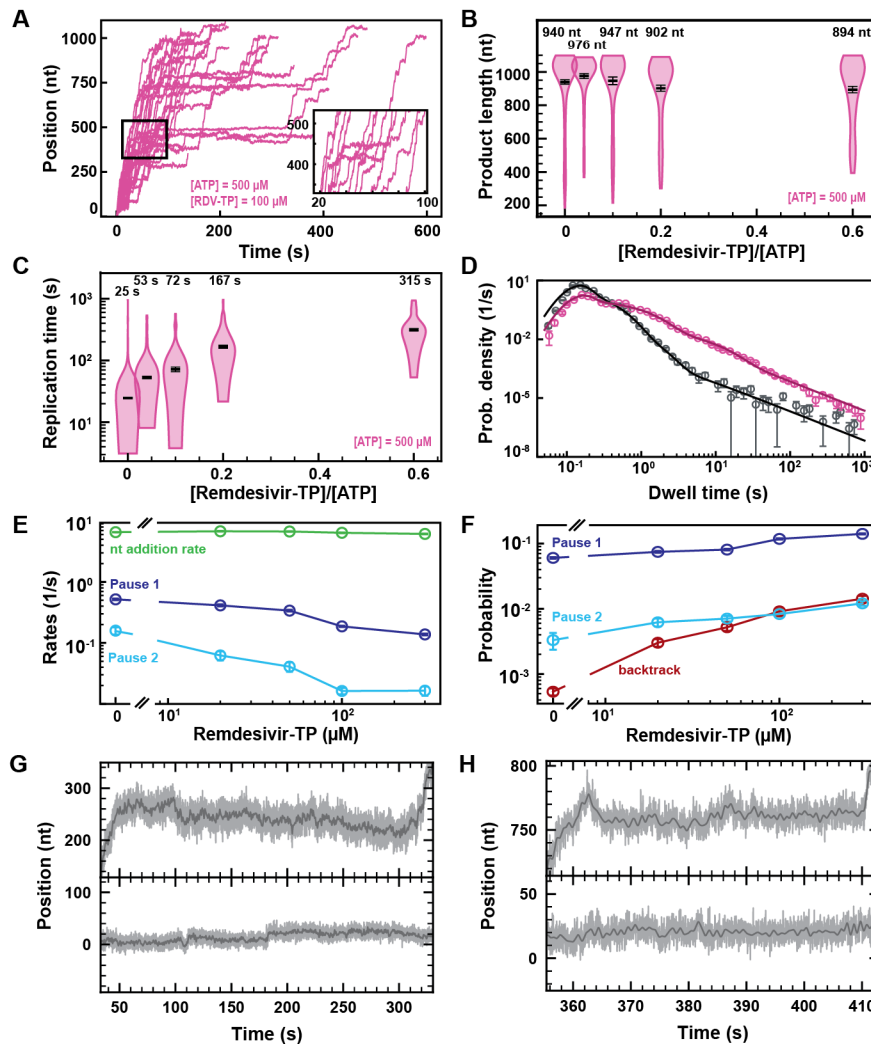 A
Position (nt)
1000
750
500
250
0
0
200
400
600
Time (s)
[ATP] = 500 µM
[RDV-TP] = 100 µM
500
400
20
100
B
Product length (nt)
1000
800
600
400
200
940 nt
976 nt
947 nt
902 nt
894 nt
[ATP] = 500 µM
0
0.2
0.4
0.6
[Remdesivir-TP]/[ATP]
C
Replication time (s)
10³
10²
10¹
25 s
53 s
72 s
167 s
315 s
[ATP] = 500 µM
0
0.2
0.4
0.6
[Remdesivir-TP]/[ATP]
D
Prob. density (1/s)
10¹
10⁻²
10⁻⁵
10⁻⁸
10⁻¹
10⁰
10¹
10²
10³
Dwell time (s)
E
Rates (1/s)
10¹
10⁰
10⁻¹
nt addition rate
Pause 1
Pause 2
0
10¹
10²
Remdesivir-TP (µM)
F
Probability
10⁻¹
10⁻²
10⁻³
Pause 1
Pause 2
backtrack
0
10¹
10²
Remdesivir-TP (µM)
G
Position (nt)
300
200
100
0
50
100
150
200
250
300
Time (s)
H
Position (nt)
800
750
50
0
360
370
380
390
400
410
Time (s)